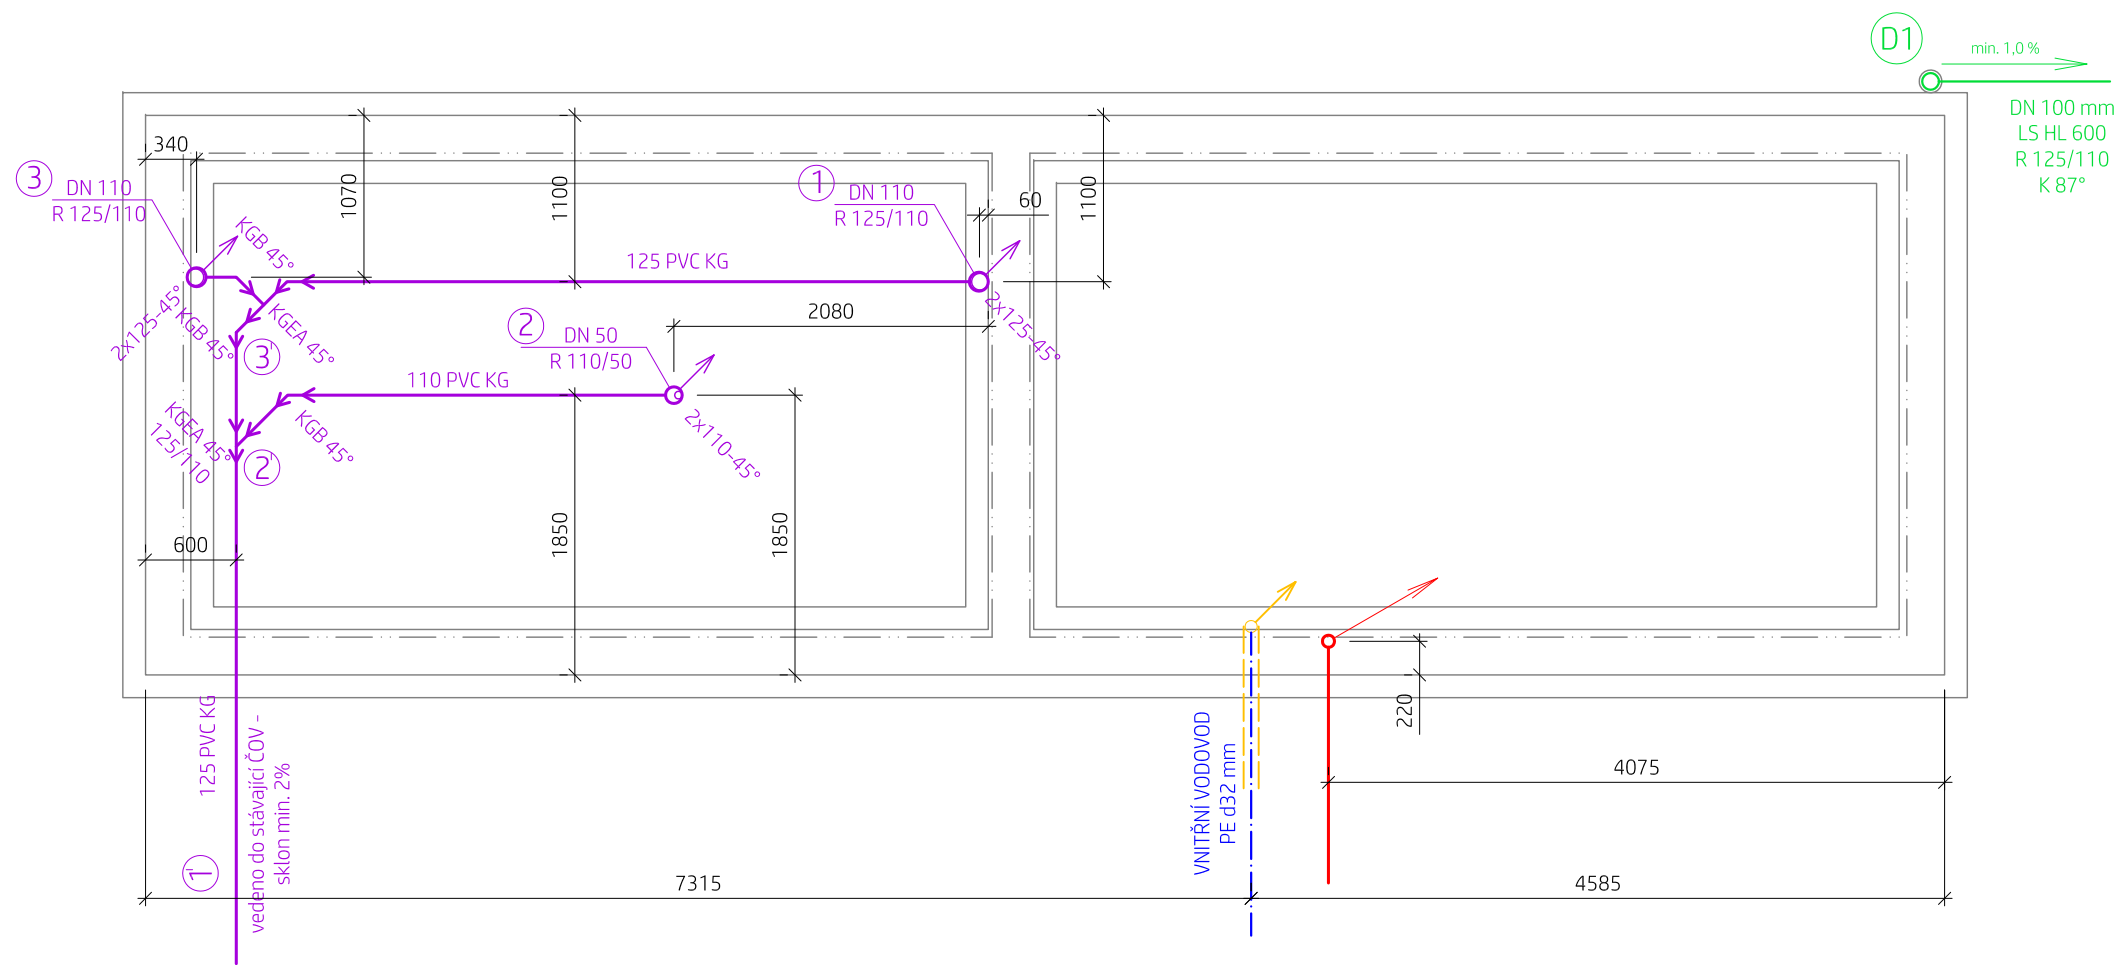 D1
min. 1,0 %
DN 100 mm
LS HL 600
R 125/110
K 87°
340
3
DN 110
R 125/110
1070
1100
1
DN 110
R 125/110
60
1100
KGB 45°
125 PVC KG
2x125-45°
KGB 45°
KGEA 45°
3'
2x125-45°
2080
2
DN 50
R 110/50
110 PVC KG
KGEA 45°
125/110
KGB 45°
2'
2x110-45°
600
1850
1850
125 PVC KG
vedeno do stávající ČOV -
sklon min. 2%
1'
VNITŘNÍ VODOVOD
PE d32 mm
220
4075
7315
4585